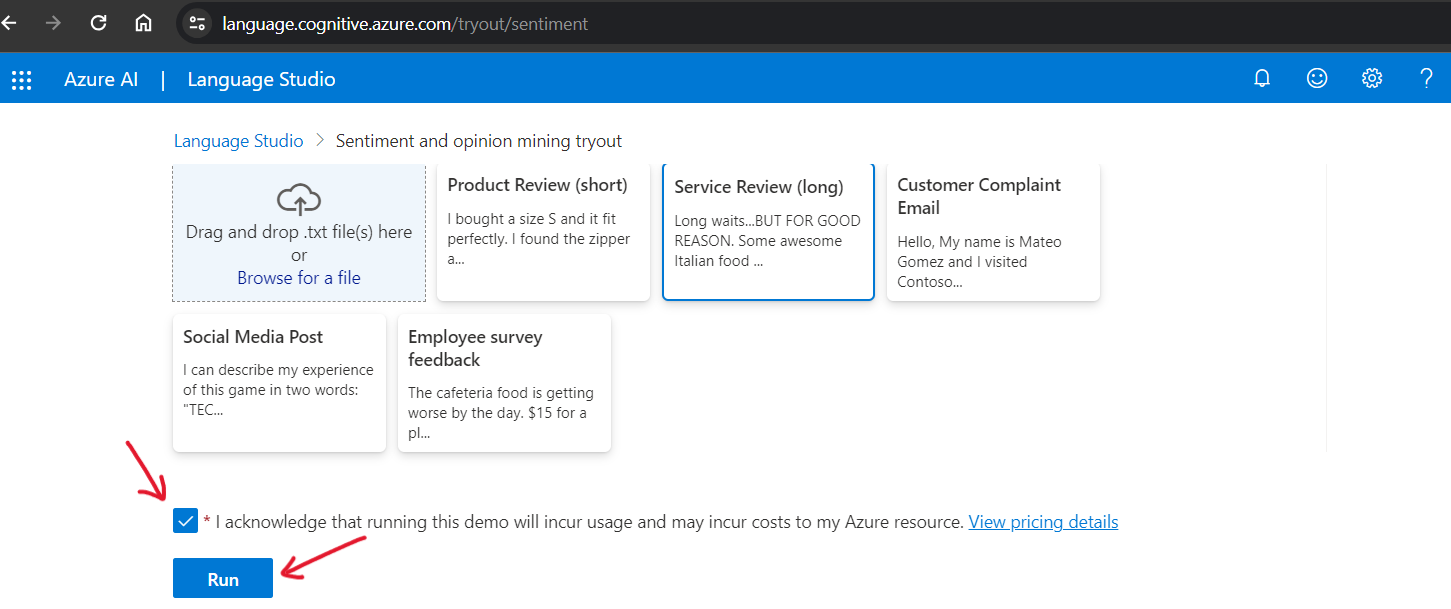 language.cognitive.azure.com/tryout/sentiment
Azure AI | Language Studio
?
Language Studio > Sentiment and opinion mining tryout
Drag and drop .txt file(s) here
or
Browse for a file
Product Review (short)
I bought a size S and it fit
perfectly. I found the zipper
a...
Service Review (long)
Long waits...BUT FOR GOOD
REASON. Some awesome
Italian food ...
Customer Complaint
Email
Hello, My name is Mateo
Gomez and I visited
Contoso...
Social Media Post
I can describe my experience
of this game in two words:
"TEC...
Employee survey
feedback
The cafeteria food is getting
worse by the day. $15 for a
pl...
* I acknowledge that running this demo will incur usage and may incur costs to my Azure resource. View pricing details
Run